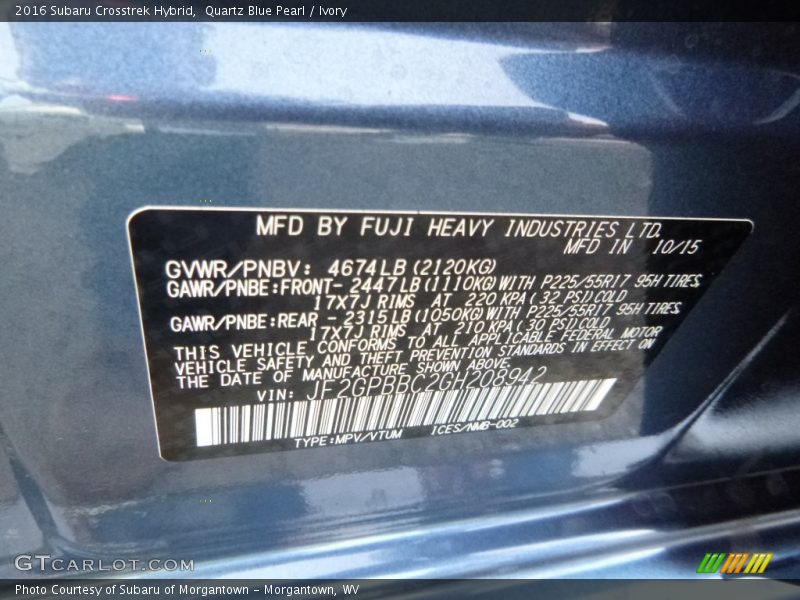 2016 Subaru Crosstrek Hybrid,  Quartz Blue Pearl / Ivory
MFD BY FUJI HEAVY INDUSTRIES LTD.
MFD IN 10/15
GVWR/PNBV: 4674LB (2120KG)
GAWR/PNBE:FRONT- 2447LB (1110KG) WITH P225/55R17 95H TIRES,
17X7J RIMS AT 220 KPA ( 32 PSI) COLD
GAWR/PNBE:REAR - 2315LB (1050KG) WITH P225/55R17 95H TIRES
17X7J RIMS AT 210 KPA ( 30 PSI) COLD
THIS VEHICLE CONFORMS TO ALL APPLICABLE FEDERAL MOTOR
VEHICLE SAFETY AND THEFT PREVENTION STANDARDS IN EFFECT ON
THE DATE OF MANUFACTURE SHOWN ABOVE.
VIN: JF2GPBBC2GH208942
TYPE:MPV/VTUM ICES/NMB-002
GTCARLOT.COM
Photo Courtesy of Subaru of Morgantown - Morgantown, WV